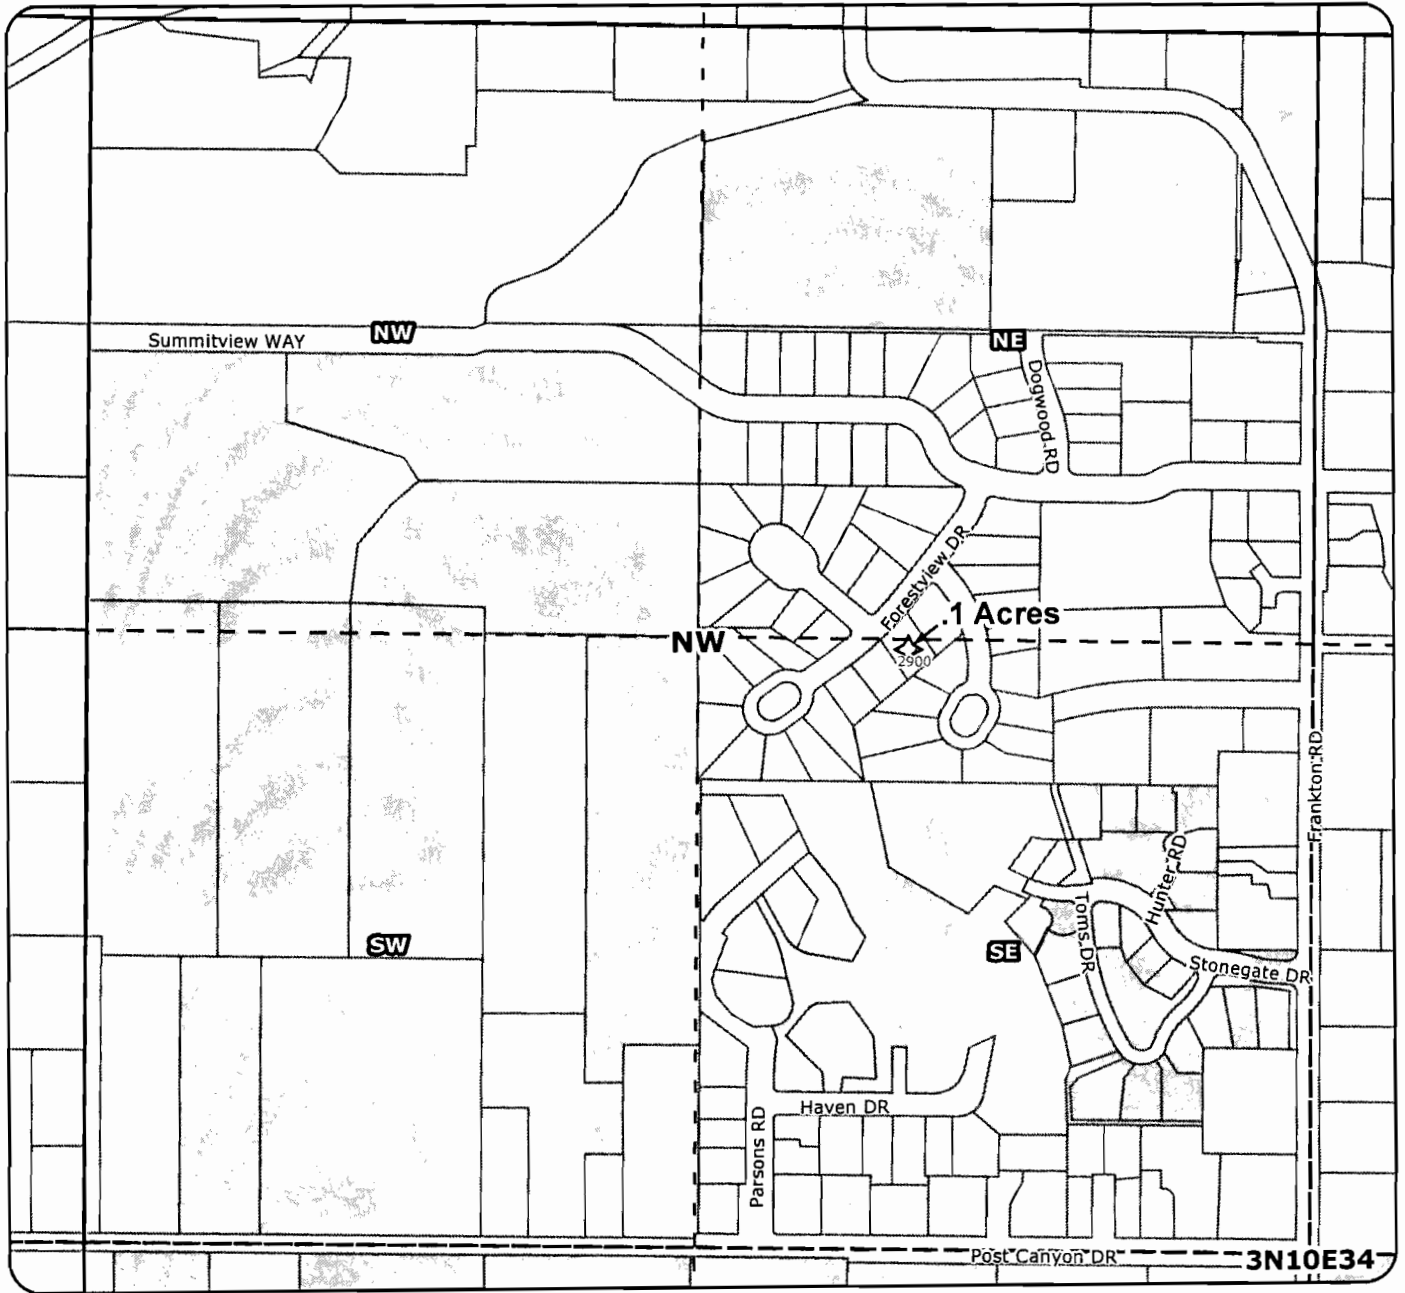 Summitview WAY
NW
NE
Dogwood RD
Forestview DR
.1 Acres
NW
2900
Frankton RD
Hunter RD
Toms DR
SW
SE
Stonegate DR
Haven DR
Parsons RD
Post Canyon DR
3N10E34